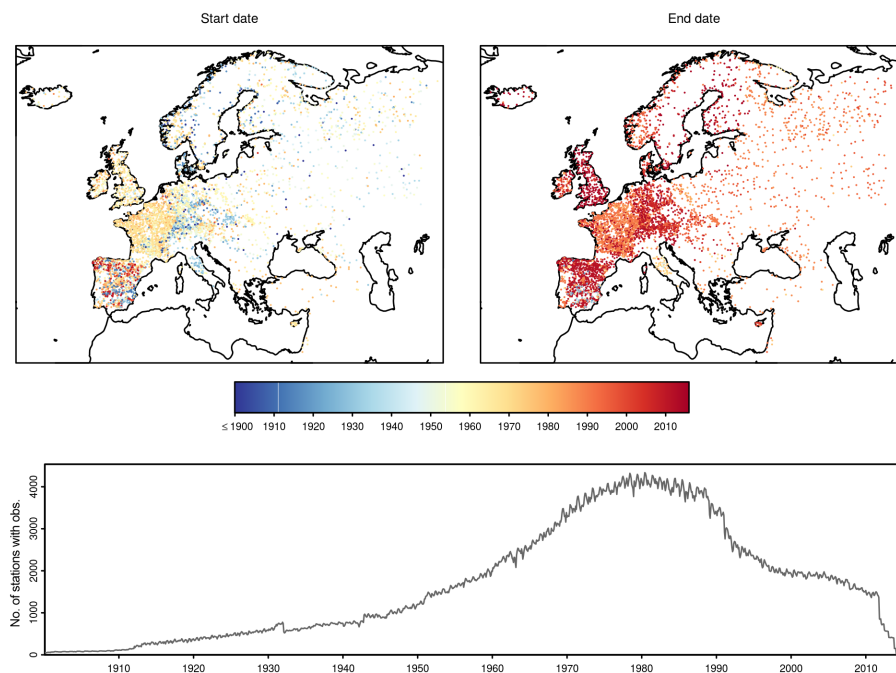 Start date
End date
≤ 1900 1910 1920 1930 1940 1950 1960 1970 1980 1990 2000 2010
No. of stations with obs.
4000
3000
2000
1000
0
1910 1920 1930 1940 1950 1960 1970 1980 1990 2000 2010